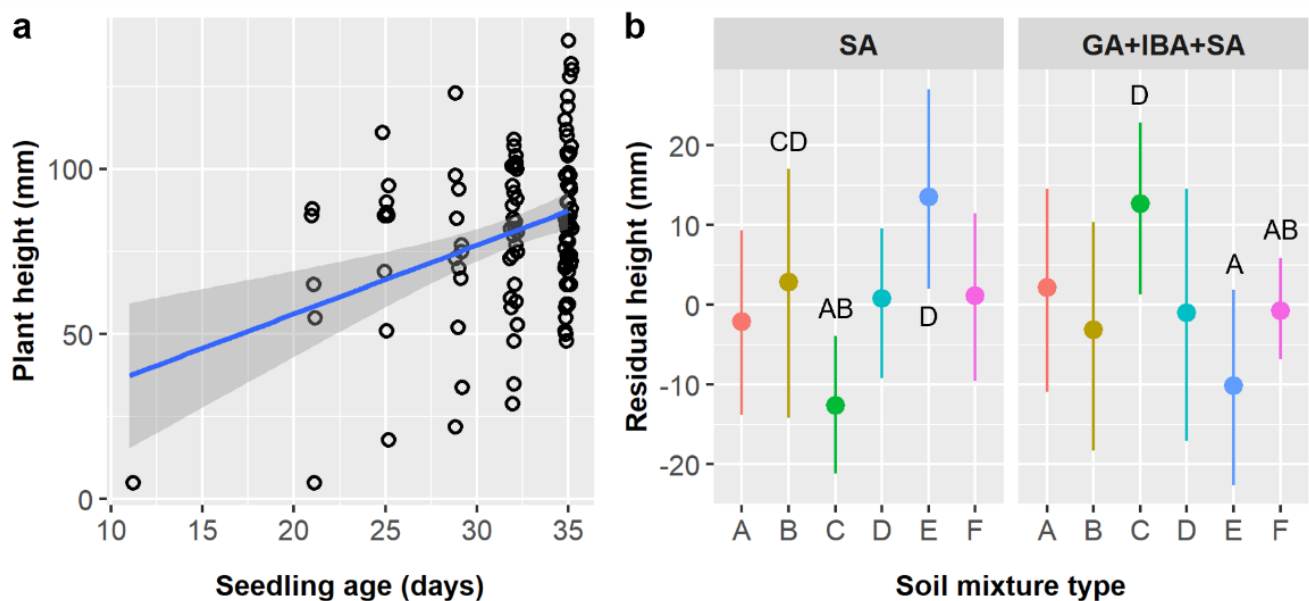 a
Plant height (mm)
100
50
0
10 15 20 25 30 35
Seedling age (days)
b
SA GA+IBA+SA
Residual height (mm)
20
10
0
-10
-20
CD
AB
D
D
A
AB
A B C D E F A B C D E F
Soil mixture type